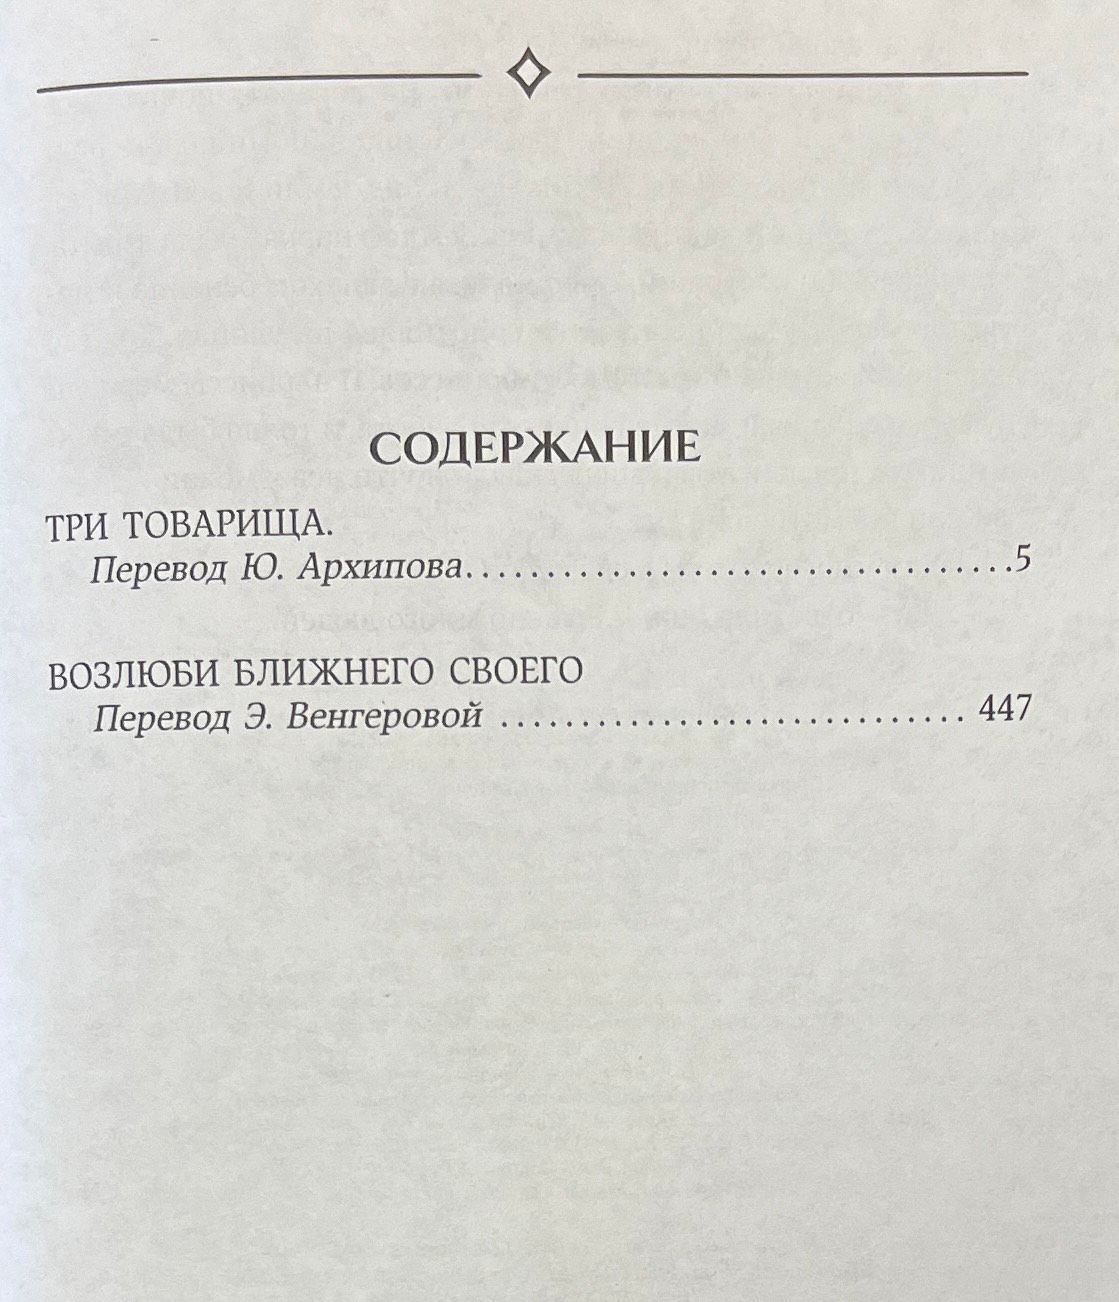 СОДЕРЖАНИЕ
ТРИ ТОВАРИЩА.
Перевод Ю. Архипова..................................5
ВОЗЛЮБИ БЛИЖНЕГО СВОЕГО
Перевод Э. Венгеровой .............................. 447